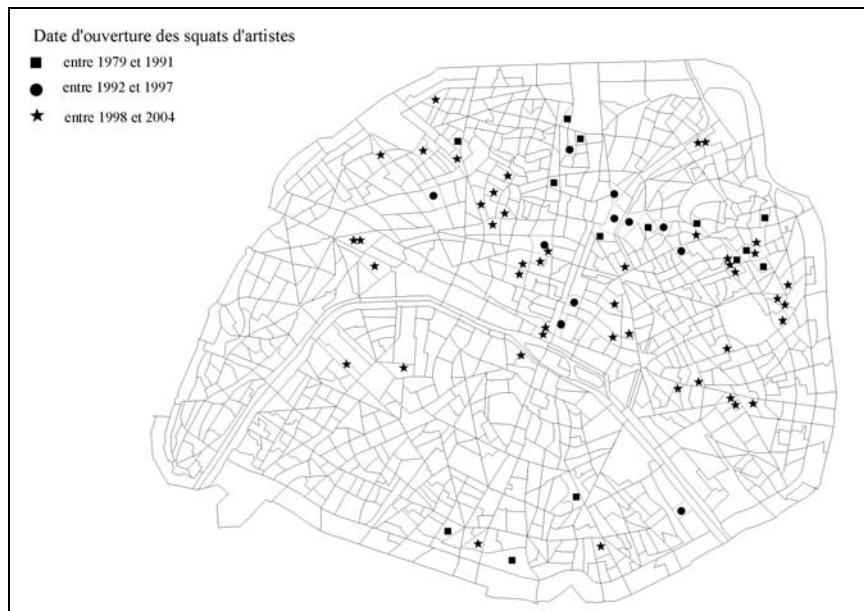 Date d'ouverture des squats d'artistes
entre 1979 et 1991
entre 1992 et 1997
entre 1998 et 2004